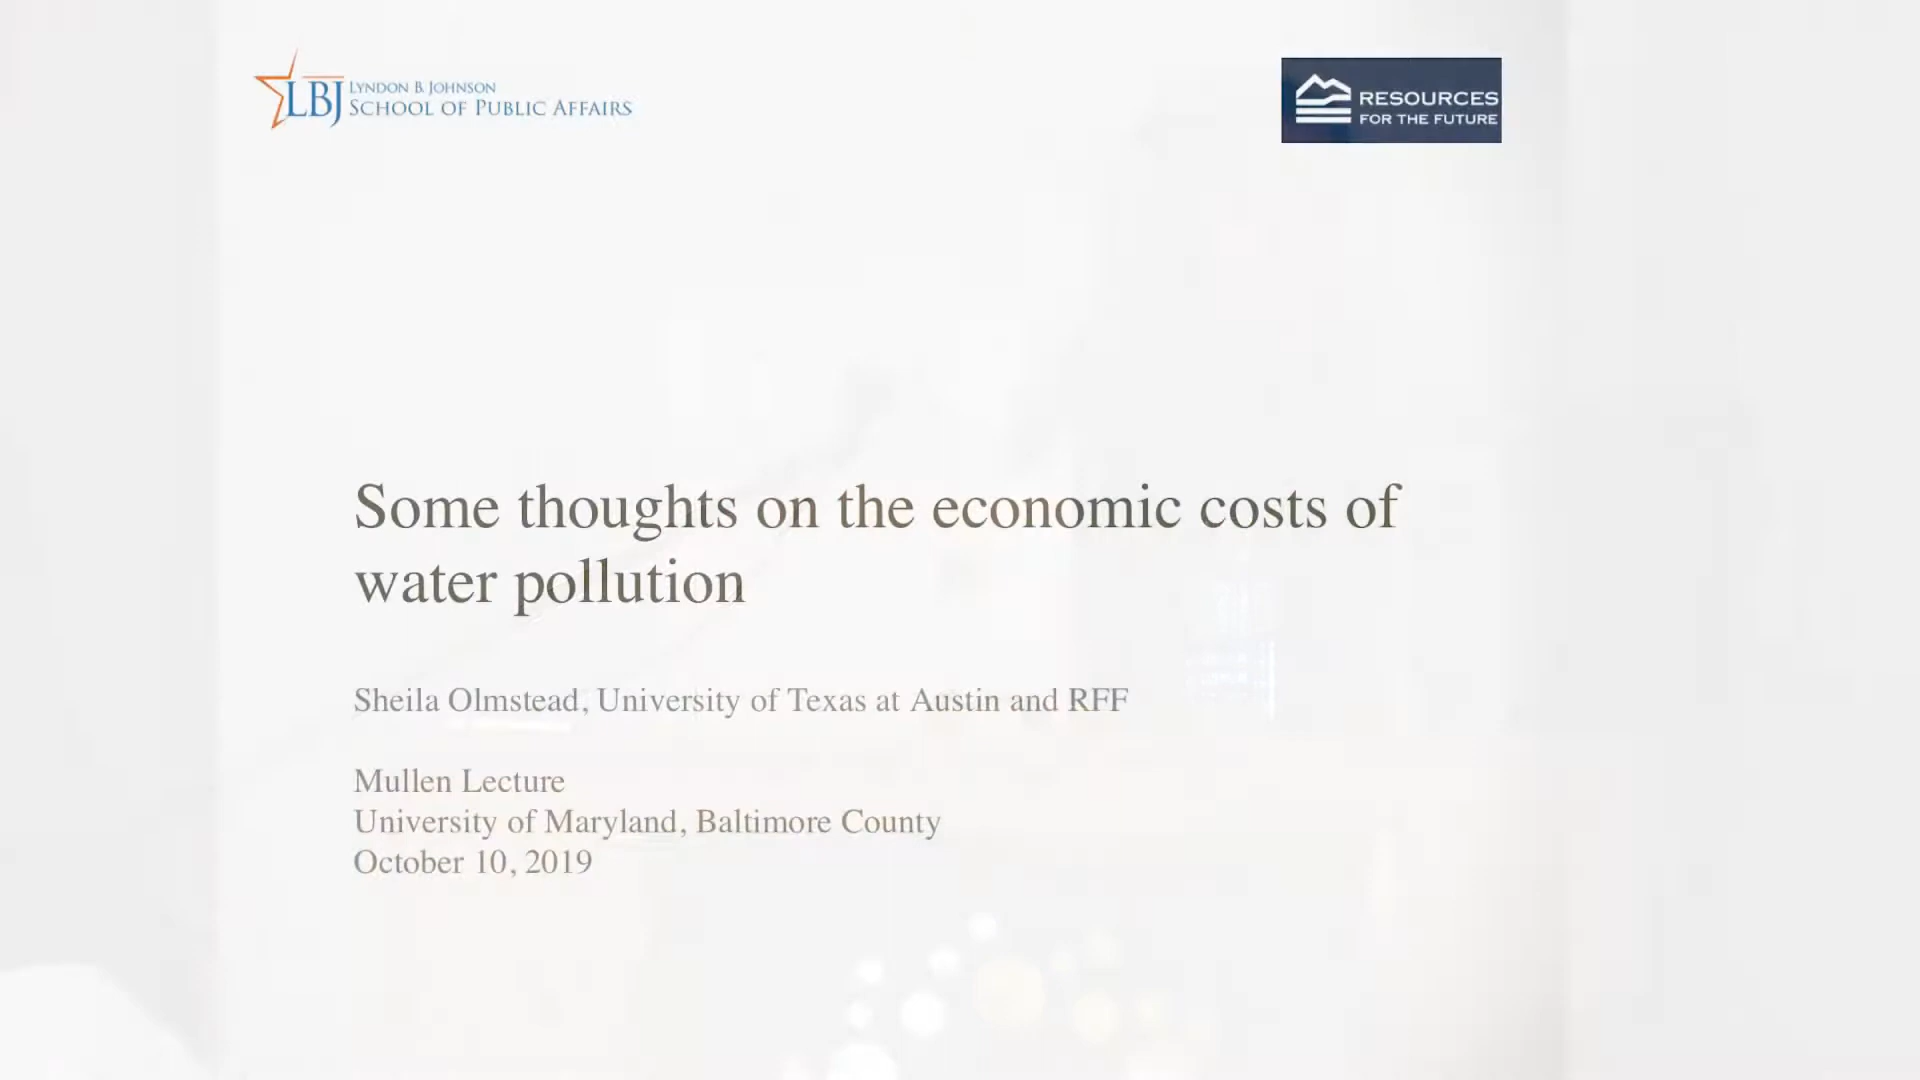 LBJ
LYNDON B JOHNSON
SCHOOL OF PUBLIC AFFAIRS
RESOURCES
FOR THE FUTURE
Some thoughts on the economic costs of
water pollution
Sheila Olmstead, University of Texas at Austin and RFF
Mullen Lecture
University of Maryland, Baltimore County
October 10, 2019